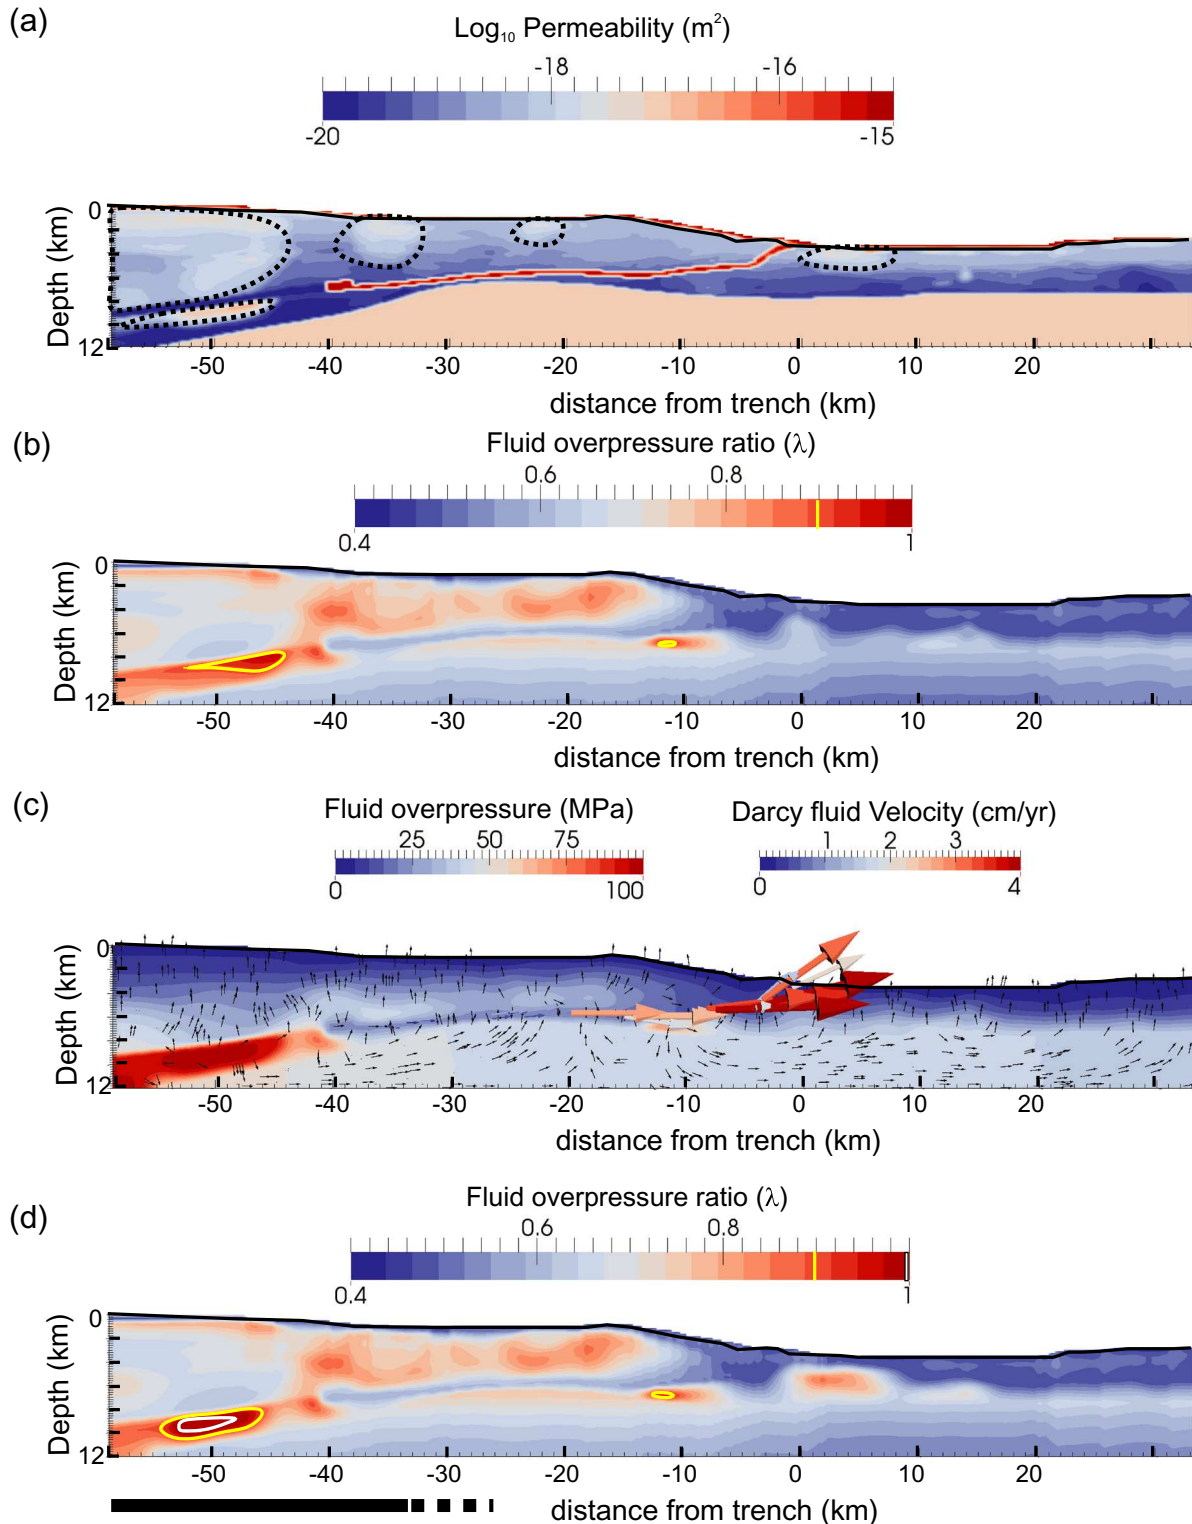 (a)
Log₁₀ Permeability (m²)
-18 -16
-20 -15
0
Depth (km)
12
-50 -40 -30 -20 -10 0 10 20
distance from trench (km)
(b)
Fluid overpressure ratio (λ)
0.6 0.8
0.4 1
0
Depth (km)
12
-50 -40 -30 -20 -10 0 10 20
distance from trench (km)
(c)
Fluid overpressure (MPa)
25 50 75
0 100
Darcy fluid Velocity (cm/yr)
1 2 3
0 4
0
Depth (km)
12
-50 -40 -30 -20 -10 0 10 20
distance from trench (km)
(d)
Fluid overpressure ratio (λ)
0.6 0.8
0.4 1
0
Depth (km)
12
-50 -40 -30 -20 -10 0 10 20
distance from trench (km)